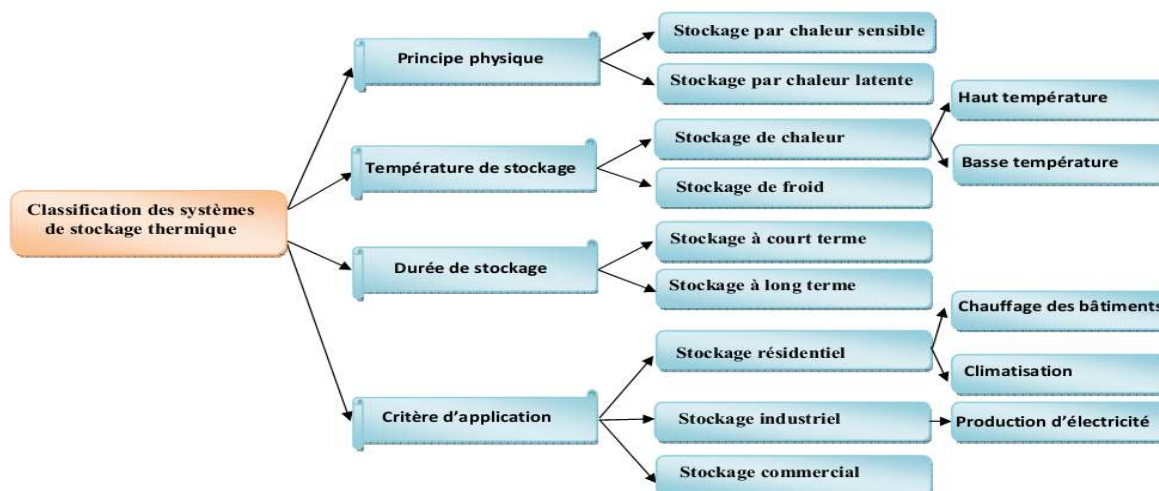 Classification des systèmes
de stockage thermique
Principe physique
Stockage par chaleur sensible
Stockage par chaleur latente
Température de stockage
Stockage de chaleur
Haut température
Basse température
Stockage de froid
Durée de stockage
Stockage à court terme
Stockage à long terme
Critère d'application
Stockage résidentiel
Chauffage des bâtiments
Climatisation
Stockage industriel
Production d'électricité
Stockage commercial